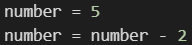 number = 5
number = number - 2